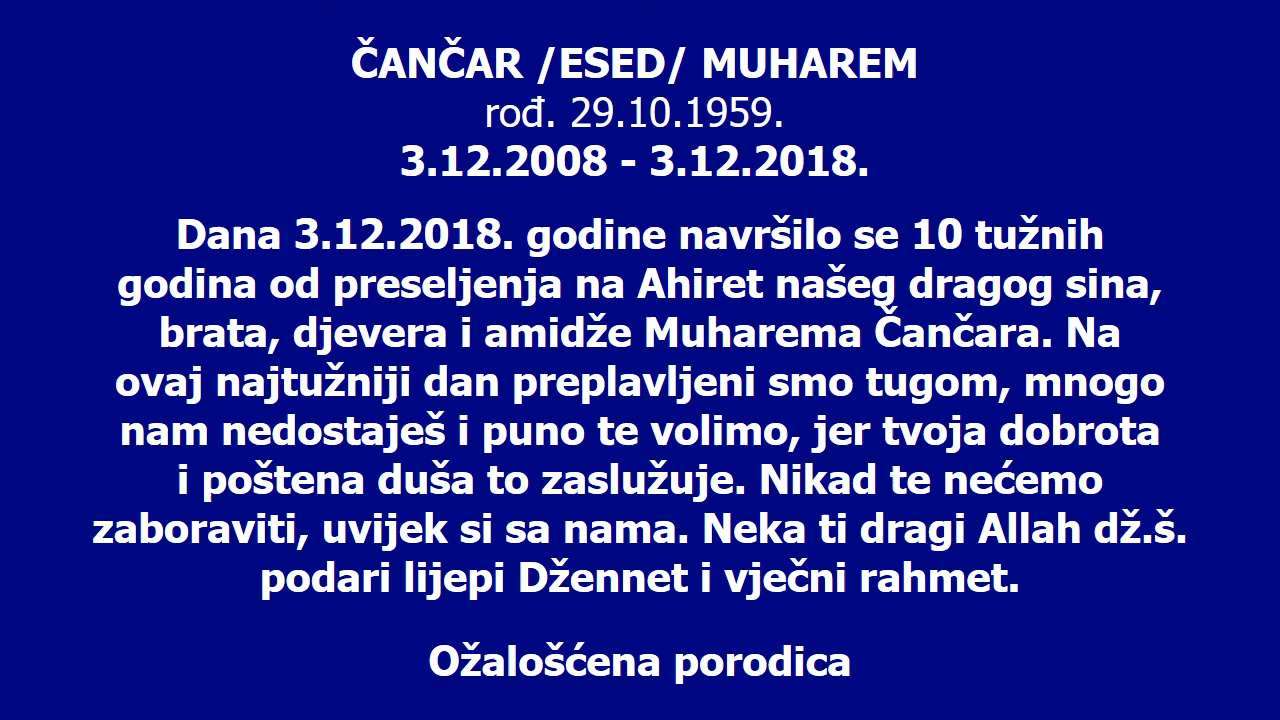 ČANČAR /ESED/ MUHAREM
rođ. 29.10.1959.
3.12.2008 - 3.12.2018.
Dana 3.12.2018. godine navršilo se 10 tužnih
godina od preseljenja na Ahiret našeg dragog sina,
brata, djevera i amidže Muharema Čančara. Na
ovaj najtužniji dan preplavljeni smo tugom, mnogo
nam nedostaješ i puno te volimo, jer tvoja dobrota
i poštena duša to zaslužuje. Nikad te nećemo
zaboraviti, uvijek si sa nama. Neka ti dragi Allah dž.š.
podari lijepi Džennet i vječni rahmet.
Ožalošćena porodica